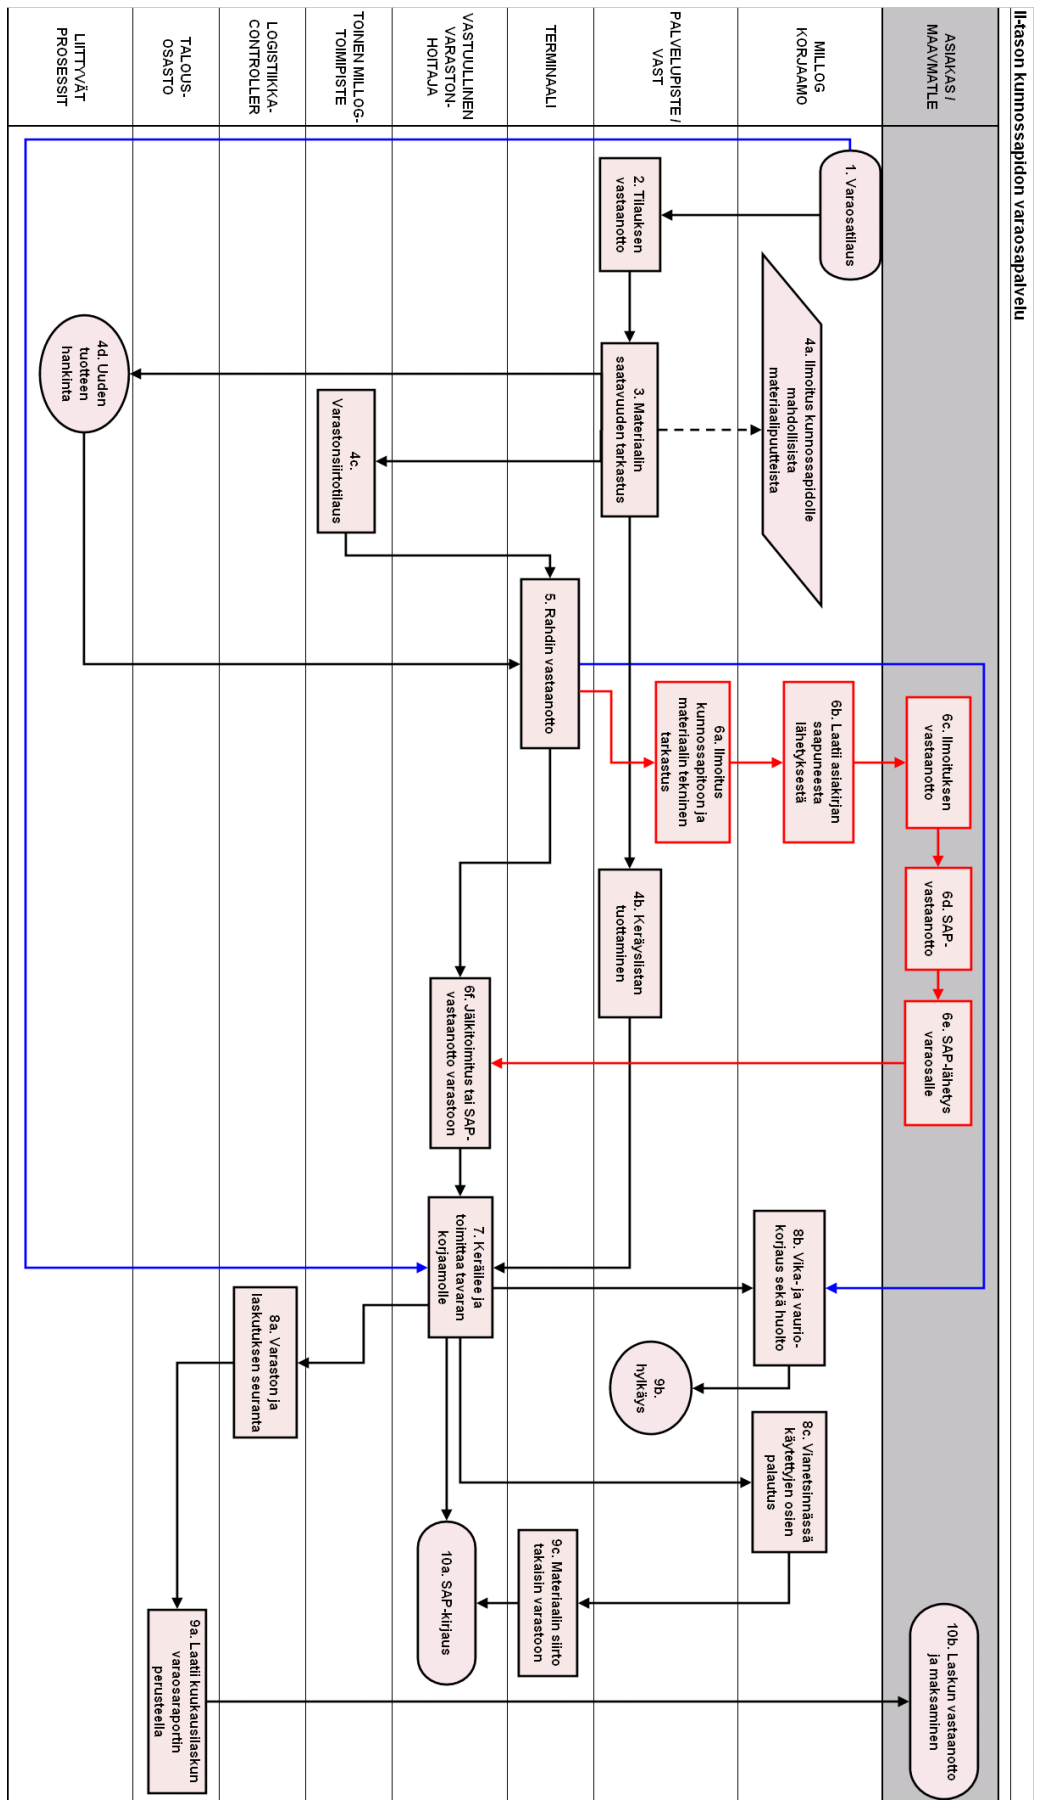 II-tason kunnossapidon varaosapalvelu
ASIAKAS /
MAAVMATLE
MILLOG
KORJAAMO
PALVELUPISTE /
VAST
TERMINAALI
VASTUULLINEN
VARASTON-
HOITAJA
TOINEN MILLOG-
TOIMIPISTE
LOGISTIIKKA-
CONTROLLER
TALOUS-
OSASTO
LIITTYVÄT
PROSESSIT
1. Varaosatilaus
2. Tilauksen
vastaanotto
3. Materiaalin
saatavuuden tarkastus
4a. Ilmoitus kunnossapidolle
mahdollisista
materiaalipuutteista
4b. Keräyslistan
tuottaminen
4c.
Varastonsiirtotilaus
4d. Uuden
tuotteen
hankinta
5. Rahdin vastaanotto
6a. Ilmoitus
kunnossapitoon ja
materiaalin tekninen
tarkastus
6b. Laatii asiakirjan
saapuneesta
lähetyksestä
6c. Ilmoituksen
vastaanotto
6d. SAP-
vastaanotto
6e. SAP-lähetys
varaosalle
6f. Jälkitoimitus tai SAP-
vastaanotto varastoon
7. Keräilee ja
toimittaa tavaran
korjaamolle
8a. Varaston ja
laskutuksen seuranta
8b. Vika- ja vaurio-
korjaus sekä huolto
8c. Vianetsinnässä
käytettyjen osien
palautus
9a. Laatii kuukausilaskun
varaosaraportin
perusteella
9b.
hylkäys
9c. Materiaalin siirto
takaisin varastoon
10a. SAP-kirjaus
10b. Laskun vastaanotto
ja maksaminen